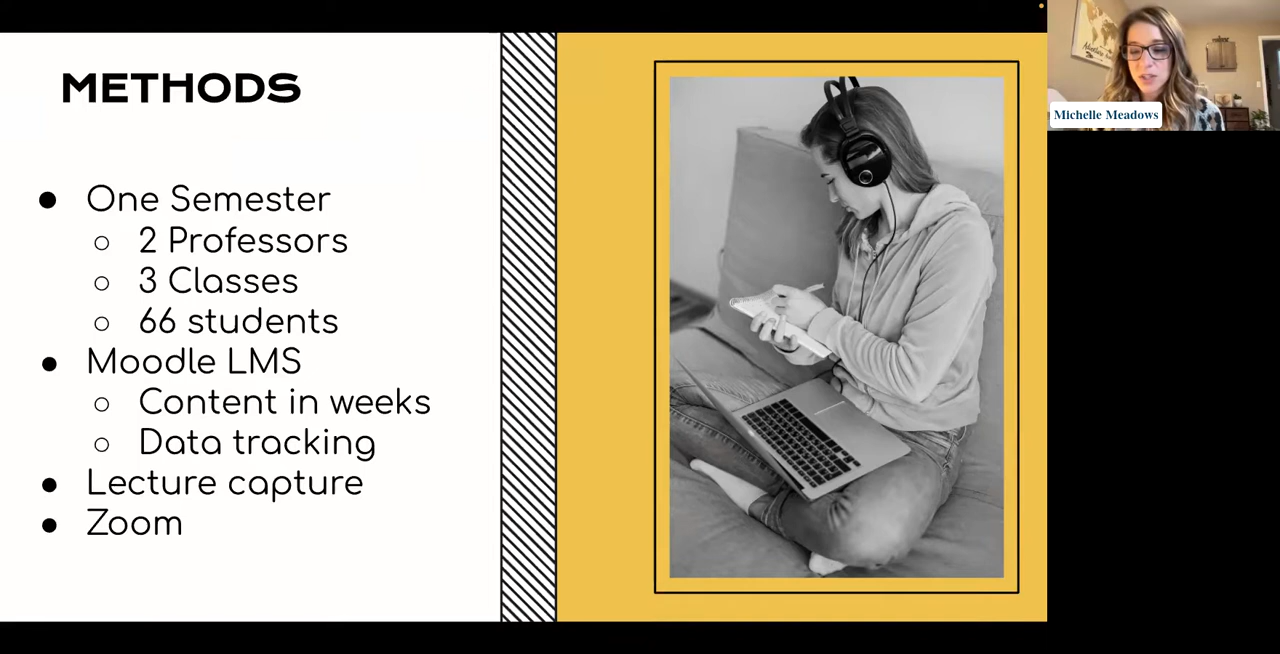 METHODS
● One Semester
○ 2 Professors
○ 3 Classes
○ 66 students
● Moodle LMS
○ Content in weeks
○ Data tracking
● Lecture capture
● Zoom
Michelle Meadows